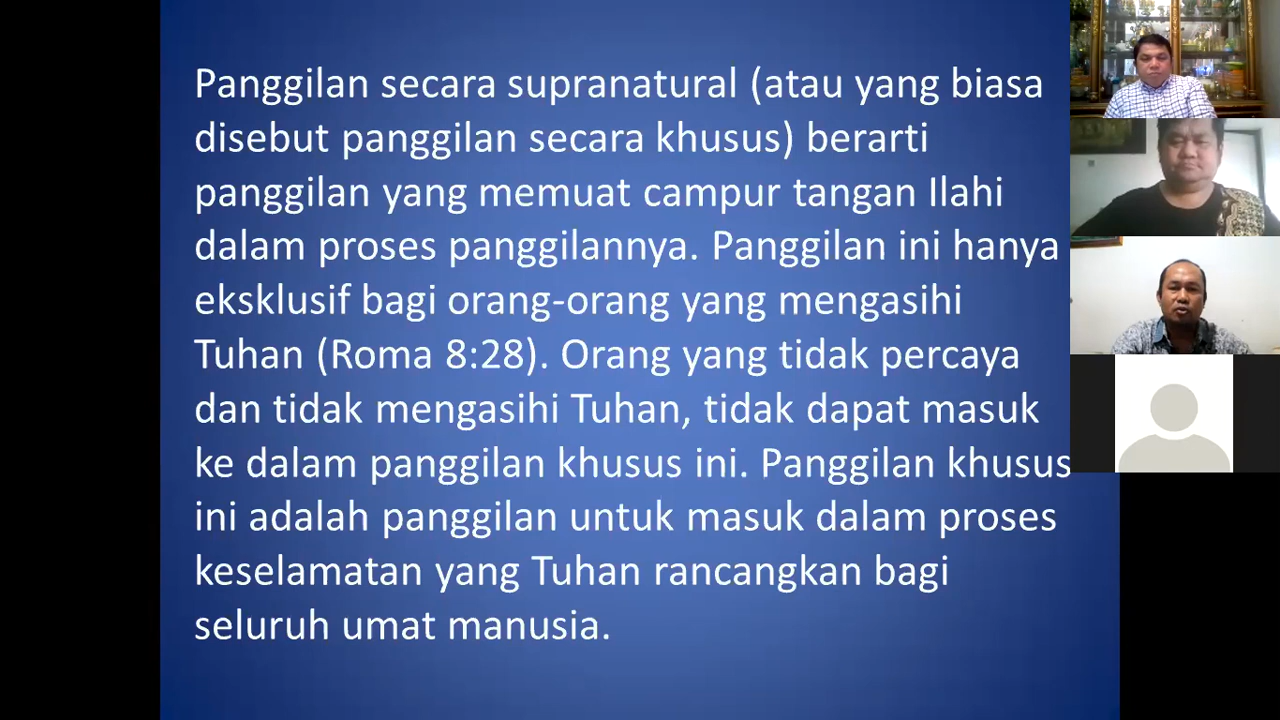 Panggilan secara supranatural (atau yang biasa
disebut panggilan secara khusus) berarti
panggilan yang memuat campur tangan Ilahi
dalam proses panggilannya. Panggilan ini hanya
eksklusif bagi orang-orang yang mengasihi
Tuhan (Roma 8:28). Orang yang tidak percaya
dan tidak mengasihi Tuhan, tidak dapat masuk
ke dalam panggilan khusus ini. Panggilan khusus
ini adalah panggilan untuk masuk dalam proses
keselamatan yang Tuhan rancangkan bagi
seluruh umat manusia.